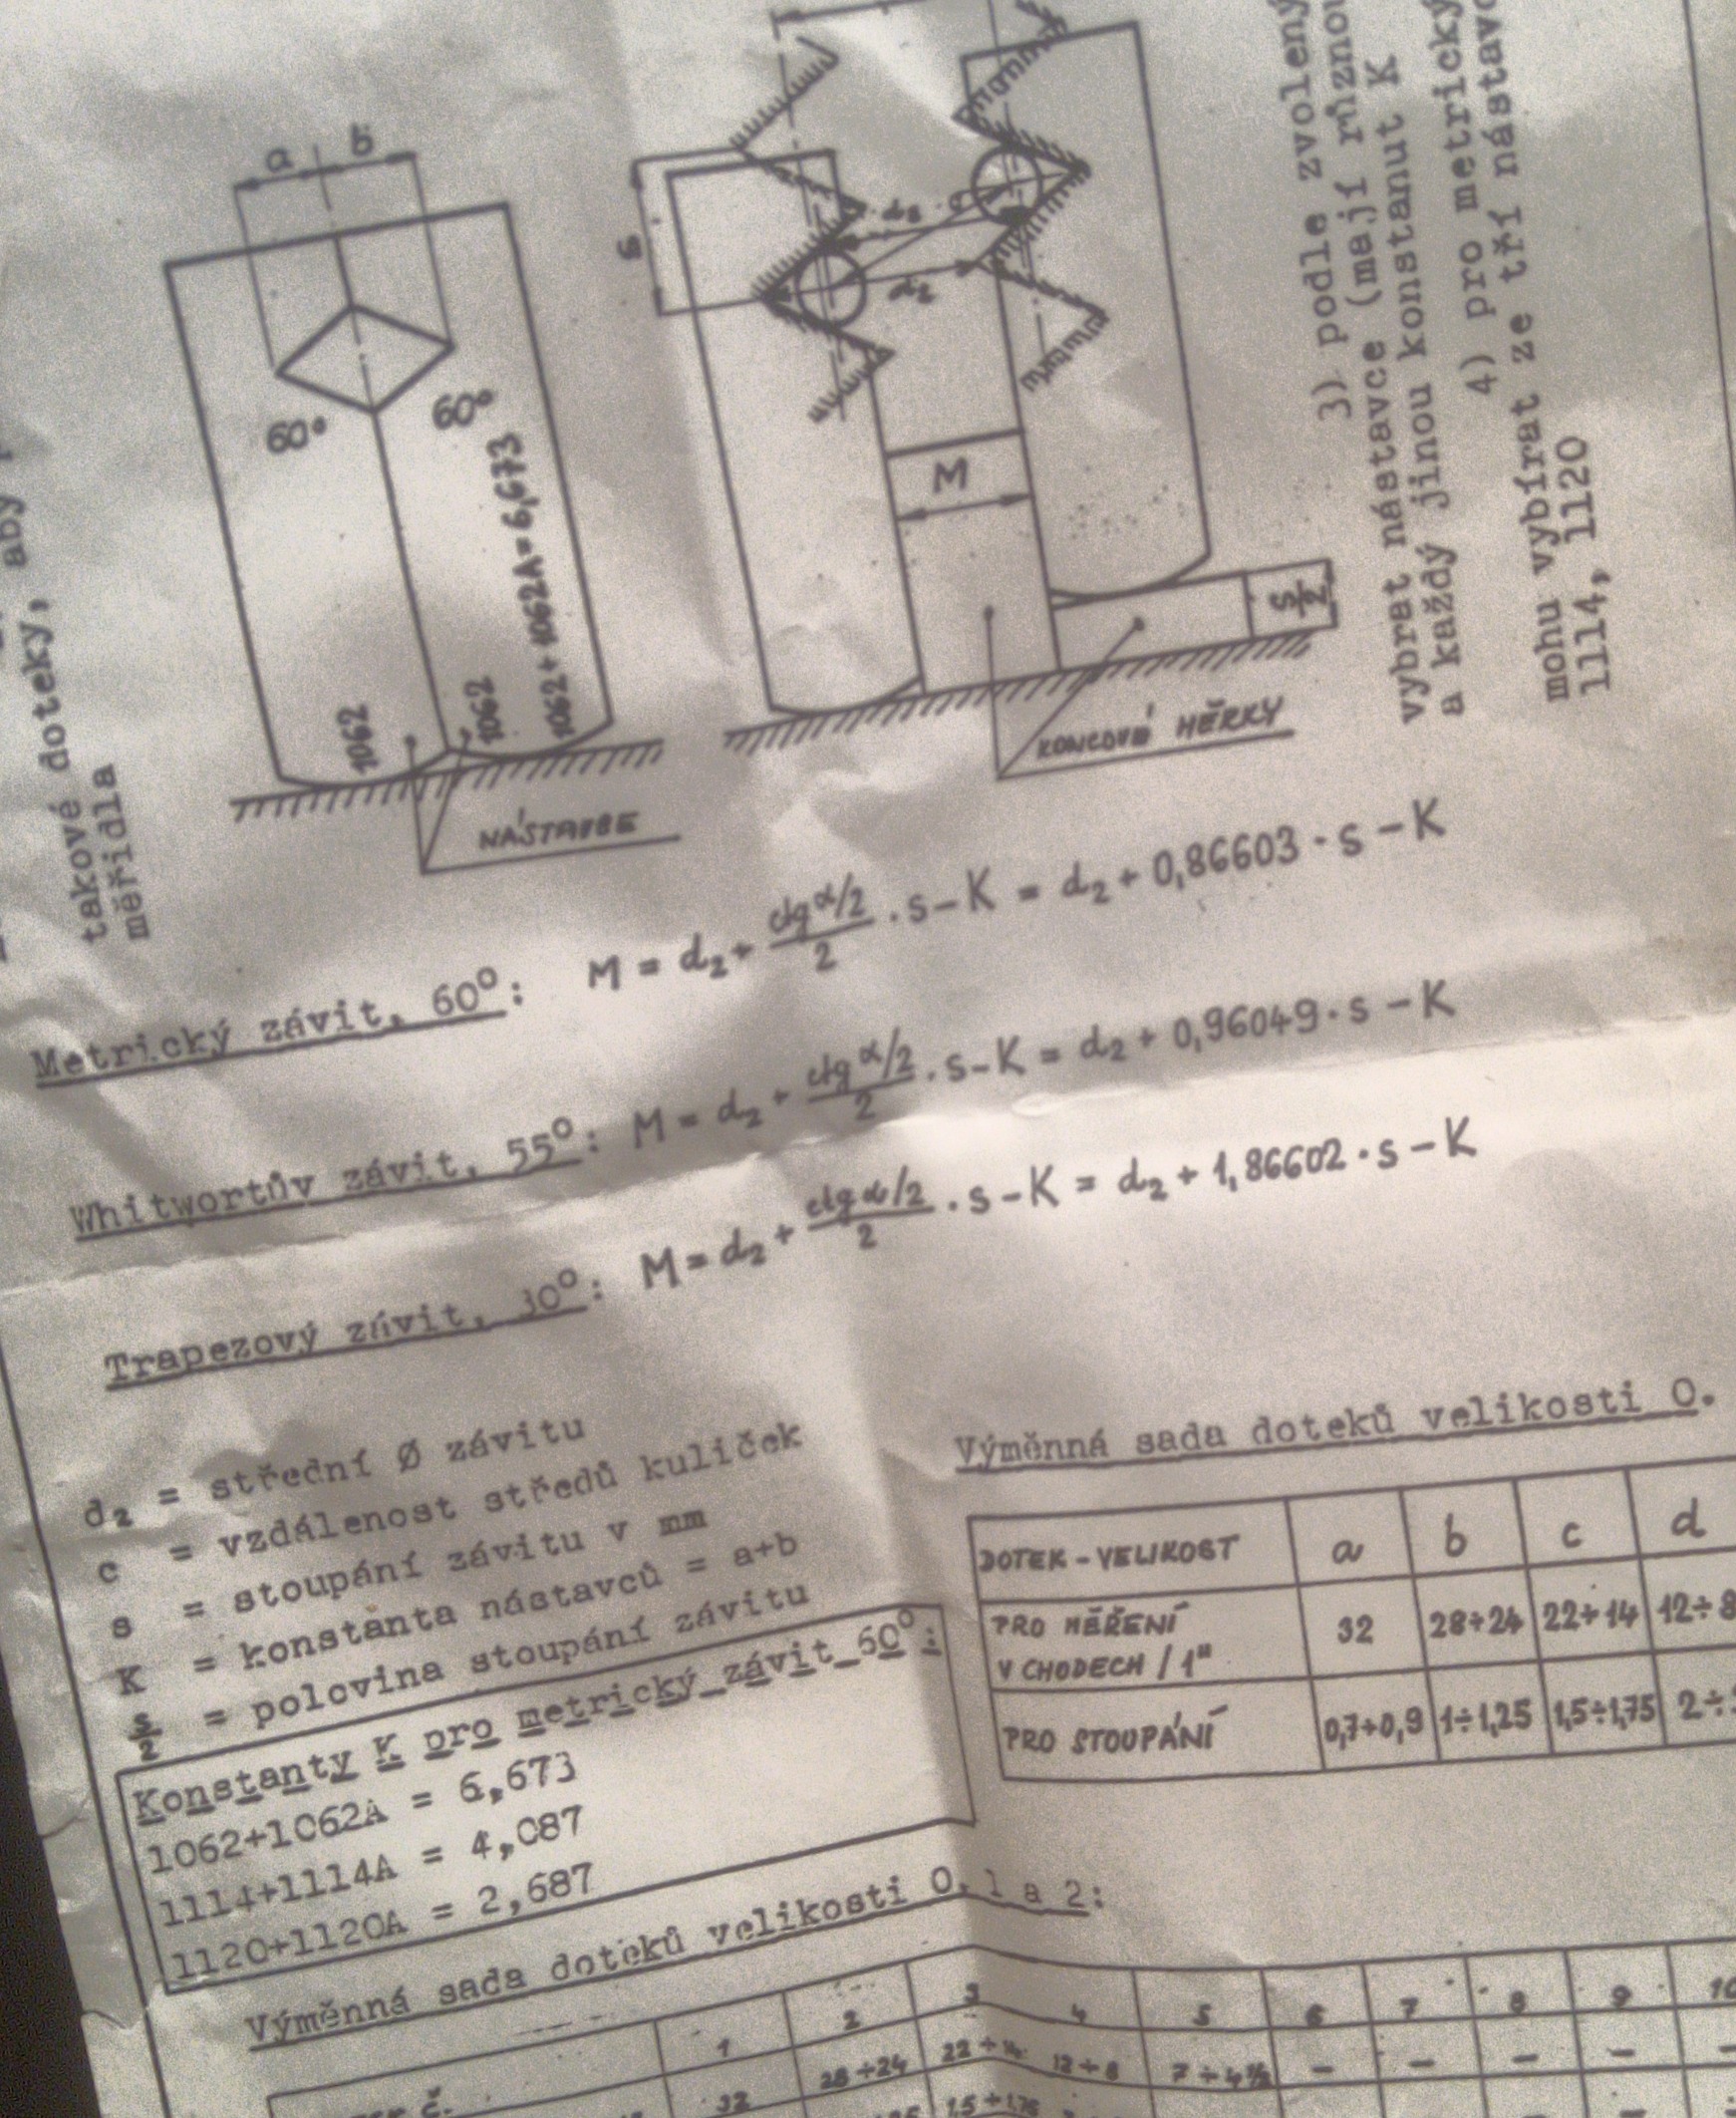 a b
60° 60°
1062
1062
1062+1062A=6,673
NÁSTAVCE
s
d₂
M
s/2
KONCOVÉ MĚRKY
aby
takové doteky,
měřidla
3) podle zvolený
vybrat nástavce (mají různou
a každý jinou konstanut K
4) pro metrický
mohu vybírat ze tří nástavc
1114, 1120
Metrický závit, 60°: M = d₂ + ctg α/2 / 2 . s – K = d₂ + 0,86603 · s – K
Whitwortův závit, 55°: M = d₂ + ctg α/2 / 2 . s – K = d₂ + 0,96049 · s – K
Trapezový závit, 30°: M = d₂ + ctg α/2 / 2 . s – K = d₂ + 1,86602 · s – K
d₂ = střední Ø závitu
c = vzdálenost středů kuliček
s = stoupání závitu v mm
K = konstanta nástavců = a+b
s/2 = polovina stoupání závitu
Konstanty K pro metrický závit 60°:
1062+1062A = 6,673
1114+1114A = 4,087
1120+1120A = 2,687
Výměnná sada doteků velikosti 0.
DOTEK-VELIKOST a b c d
PRO MĚŘENÍ V CHODECH / 1" 32 28÷24 22÷14 12÷8
PRO STOUPÁNÍ 0,7÷0,9 1÷1,25 1,5÷1,75 2÷
Výměnná sada doteků velikosti 0, 1 a 2:
1 2 3 4 5 6 7 8 9 10
č. 32 28÷24 22÷14 12÷8 7÷4½ – – – – –
1,5÷1,75